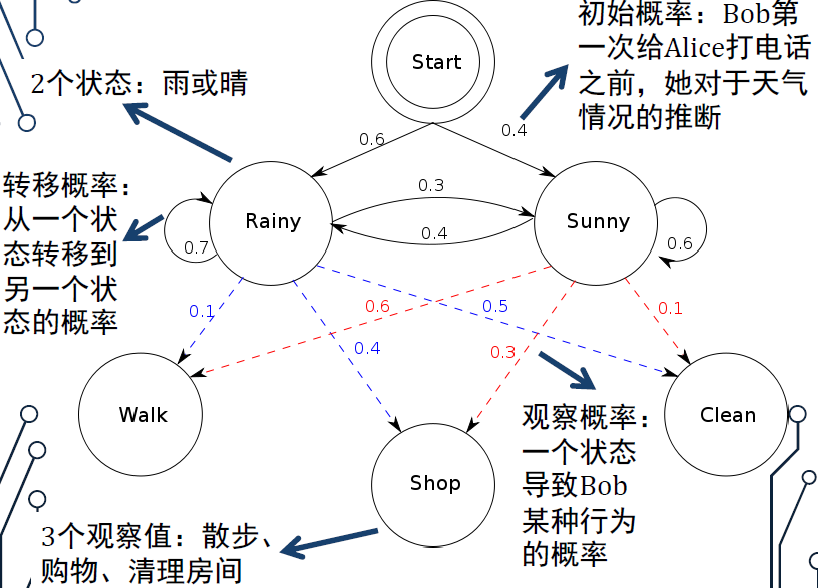 初始概率：Bob第
一次给Alice打电话
之前，她对于天气
情况的推断
Start
2个状态：雨或晴
0.6
0.4
转移概率：
从一个状
态转移到
另一个状
态的概率
Rainy
0.3
0.4
Sunny
0.7
0.6
0.1
0.6
0.5
0.1
0.4
0.3
Walk
Shop
Clean
观察概率：
一个状态
导致Bob
某种行为
的概率
3个观察值：散步、
购物、清理房间